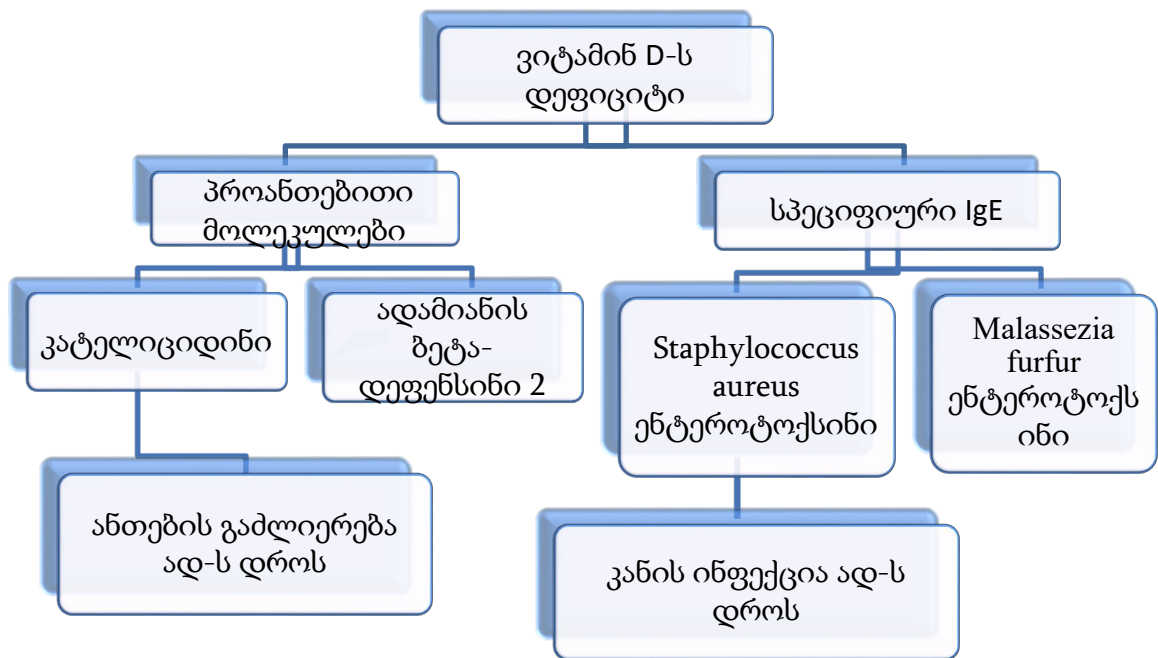 ვიტამინ D-ს
დეფიციტი
პროანთებითი
მოლეკულები
სპეციფიური IgE
კატელიციდინი
ადამიანის
ბეტა-
დეფენსინი 2
Staphylococcus
aureus
ენტეროტოქსინი
Malassezia
furfur
ენტეროტოქს
ინი
ანთების გაძლიერება
ად-ს დროს
კანის ინფექცია ად-ს
დროს